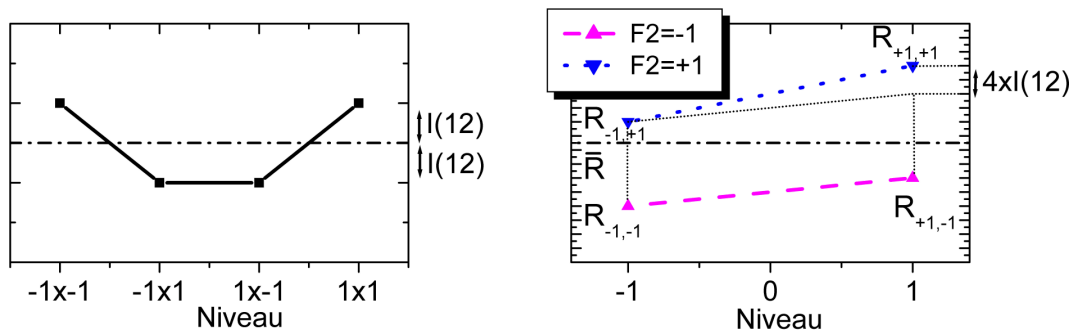 I(12)
I(12)
-1x-1 -1x1 1x-1 1x1
Niveau
F2=-1
F2=+1
R+1,+1
4xI(12)
R-1,+1
R̄
R-1,-1
R+1,-1
-1 0 1
Niveau